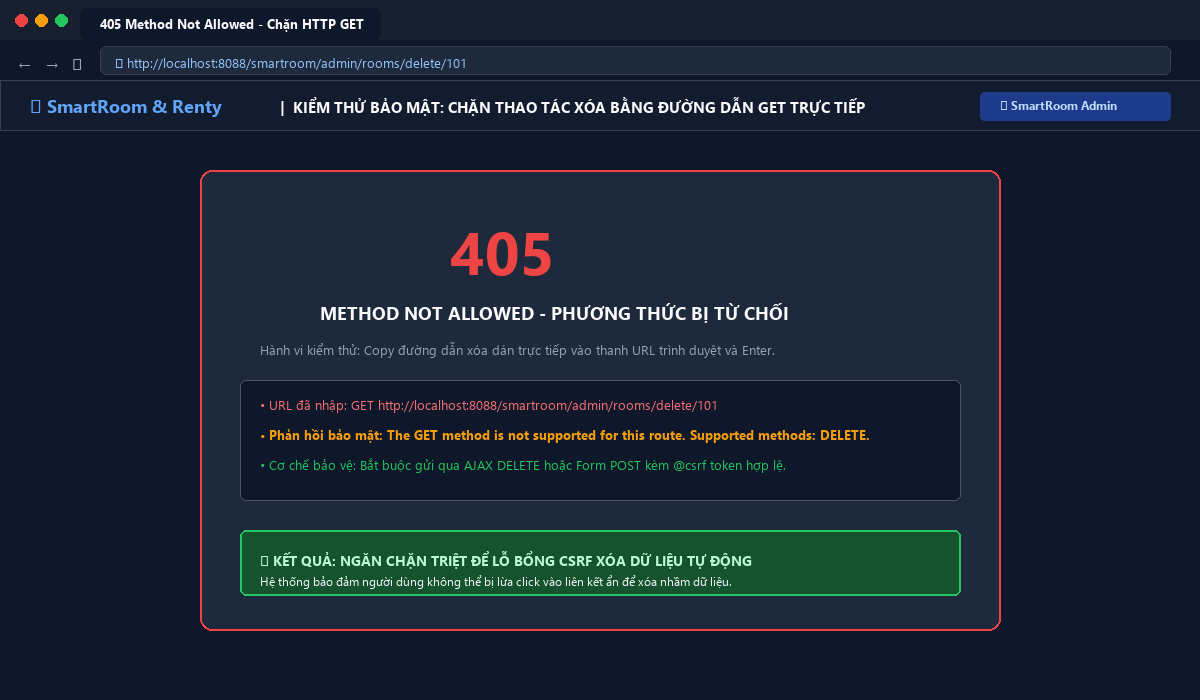 405 Method Not Allowed - Chặn HTTP GET
← → http://localhost:8088/smartroom/admin/rooms/delete/101
SmartRoom & Renty | KIỂM THỬ BẢO MẬT: CHẶN THAO TÁC XÓA BẰNG ĐƯỜNG DẪN GET TRỰC TIẾP SmartRoom Admin
405
METHOD NOT ALLOWED - PHƯƠNG THỨC BỊ TỪ CHỐI
Hành vi kiểm thử: Copy đường dẫn xóa dán trực tiếp vào thanh URL trình duyệt và Enter.
• URL đã nhập: GET http://localhost:8088/smartroom/admin/rooms/delete/101
• Phản hồi bảo mật: The GET method is not supported for this route. Supported methods: DELETE.
• Cơ chế bảo vệ: Bắt buộc gửi qua AJAX DELETE hoặc Form POST kèm @csrf token hợp lệ.
KẾT QUẢ: NGĂN CHẶN TRIỆT ĐỂ LỖ BỔNG CSRF XÓA DỮ LIỆU TỰ ĐỘNG
Hệ thống bảo đảm người dùng không thể bị lừa click vào liên kết ẩn để xóa nhầm dữ liệu.